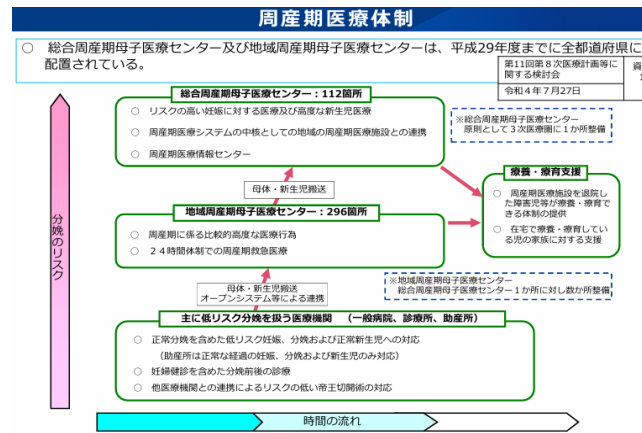 周産期医療体制
○ 総合周産期母子医療センター及び地域周産期母子医療センターは、平成29年度までに全都道府県に
配置されている。
第11回第8次医療計画等に
関する検討会
令和4年7月27日
資
総合周産期母子医療センター：112箇所
○ リスクの高い妊娠に対する医療及び高度な新生児医療
○ 周産期医療システムの中核としての地域の周産期医療施設との連携
○ 周産期医療情報センター
※総合周産期母子医療センター
原則として３次医療圏に１か所整備
母体・新生児搬送
療養・療育支援
○ 周産期医療施設を退院し
た障害児等が療養・療育で
きる体制の提供
○ 在宅で療養・療育してい
る児の家族に対する支援
地域周産期母子医療センター：296箇所
○ 周産期に係る比較的高度な医療行為
○ ２４時間体制での周産期救急医療
母体・新生児搬送
オープンシステム等による連携
※地域周産期母子医療センター
総合周産期母子医療センター１か所に対し数か所整備
主に低リスク分娩を扱う医療機関 （一般病院、診療所、助産所）
○ 正常分娩を含めた低リスク妊娠、分娩および正常新生児への対応
（助産所は正常な経過の妊娠、分娩および新生児のみ対応）
○ 妊婦健診を含めた分娩前後の診療
○ 他医療機関との連携によるリスクの低い帝王切開術の対応
分娩のリスク
時間の流れ